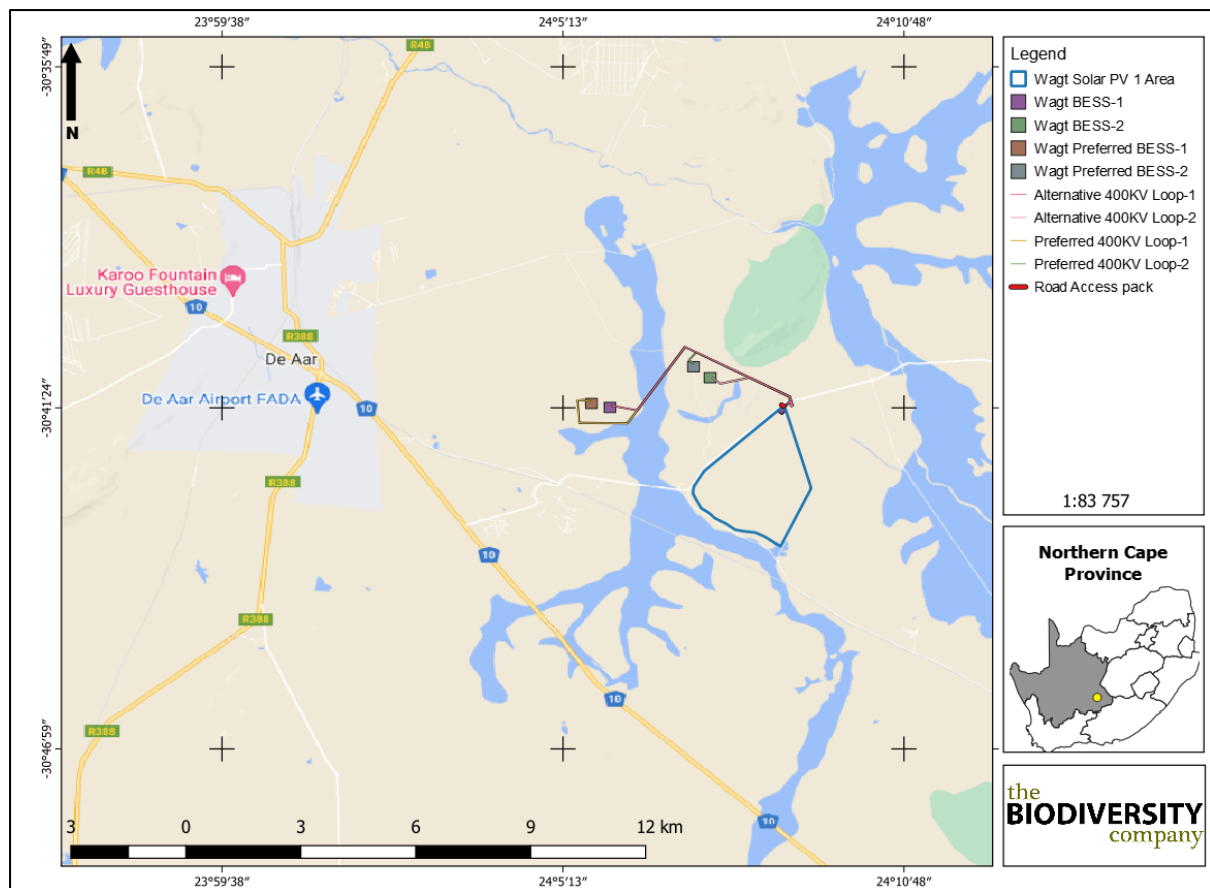 23°59'38"
24°5'13"
24°10'48"
-30°35'49"
-30°41'24"
-30°46'59"
N
R48
R48
Karoo Fountain
Luxury Guesthouse
10
R388
De Aar
De Aar Airport FADA
10
R388
10
R388
10
R388
10
3 0 3 6 9 12 km
23°59'38"
24°5'13"
24°10'48"
Legend
Wagt Solar PV 1 Area
Wagt BESS-1
Wagt BESS-2
Wagt Preferred BESS-1
Wagt Preferred BESS-2
Alternative 400KV Loop-1
Alternative 400KV Loop-2
Preferred 400KV Loop-1
Preferred 400KV Loop-2
Road Access pack
1:83 757
Northern Cape
Province
the
BIODIVERSITY
company